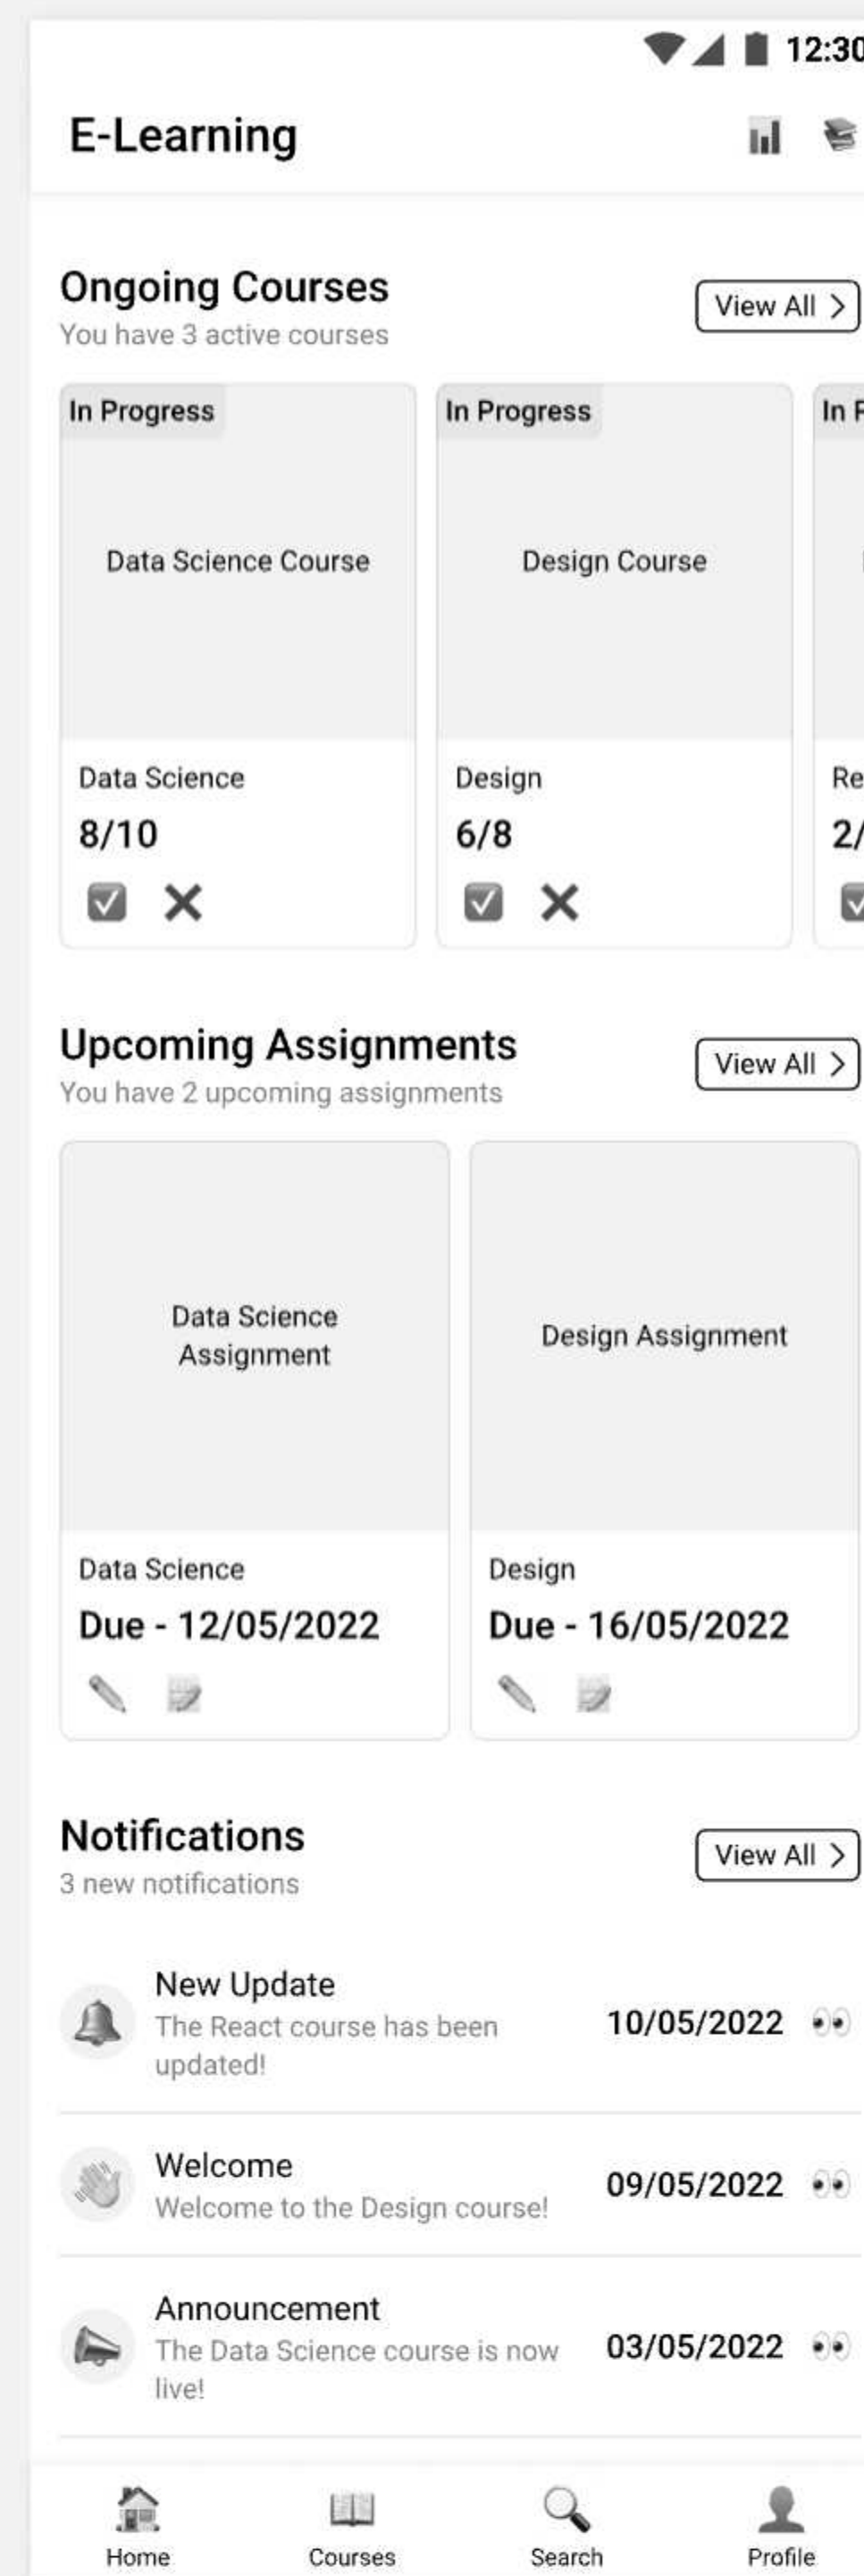 12:30
E-Learning
Ongoing Courses
View All
You have 3 active courses
In Progress
In Progress
In
Data Science Course
Design Course
Data Science
Design
Re
8/10
6/8
2/
Upcoming Assignments
View All
You have 2 upcoming assignments
Data Science
Assignment
Design Assignment
Data Science
Design
Due - 12/05/2022
Due - 16/05/2022
Notifications
View All
3 new notifications
New Update
The React course has been
updated!
10/05/2022
Welcome
Welcome to the Design course!
09/05/2022
Announcement
The Data Science course is now
live!
03/05/2022
Home
Courses
Search
Profile